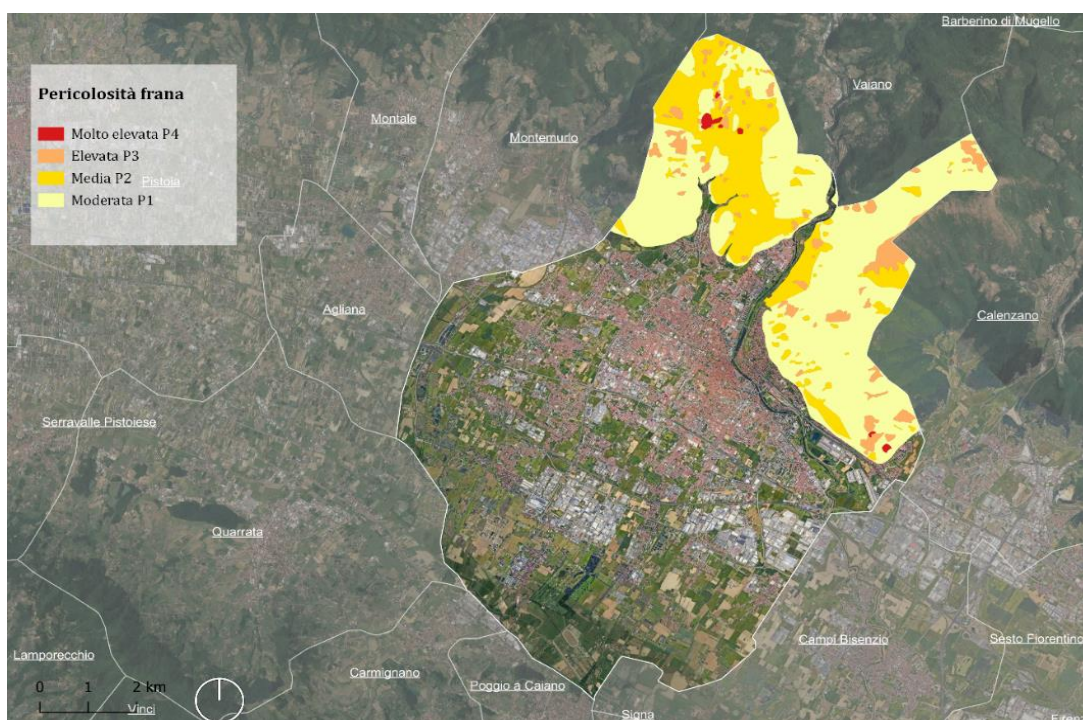 Barberino di Mugello
Pericolosità frana
Vaiano
Montale
Molto elevata P4
Montemurlo
Elevata P3
Media P2
Pistoia
Moderata P1
Agliana
Calenzano
Serravalle Pistoiese
Quarrata
Campi Bisenzio
Sesto Fiorentino
Lamporecchio
Carmignano
Poggio a Caiano
0 1 2 km
Vinci
Signa